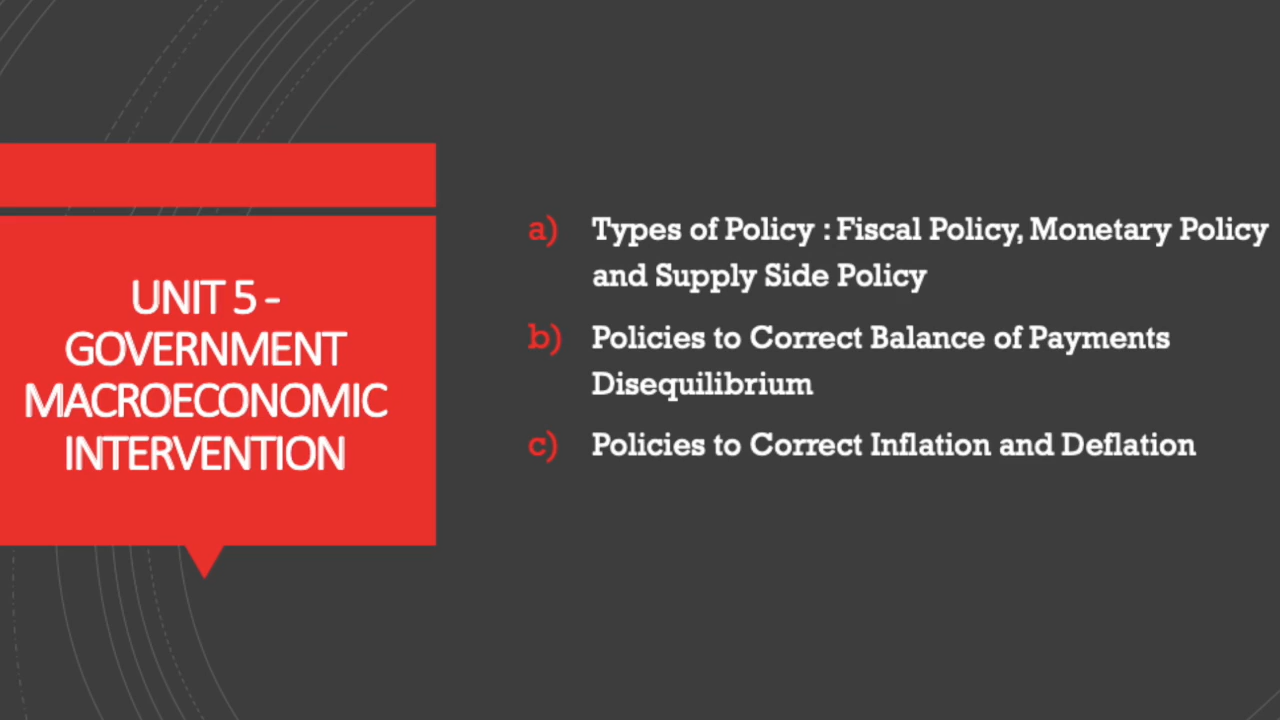 UNIT 5 -
GOVERNMENT
MACROECONOMIC
INTERVENTION
a) Types of Policy : Fiscal Policy, Monetary Policy
and Supply Side Policy
b) Policies to Correct Balance of Payments
Disequilibrium
c) Policies to Correct Inflation and Deflation